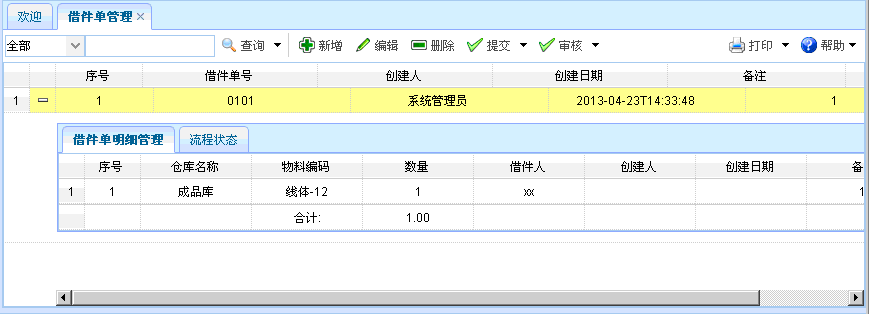 欢迎 借件单管理
全部 查询 新增 编辑 删除 提交 审核 打印 帮助
序号 借件单号 创建人 创建日期 备注
1 1 0101 系统管理员 2013-04-23T14:33:48 1
借件单明细管理 流程状态
序号 仓库名称 物料编码 数量 借件人 创建人 创建日期 备
1 1 成品库 线体-12 1 xx 1
合计: 1.00